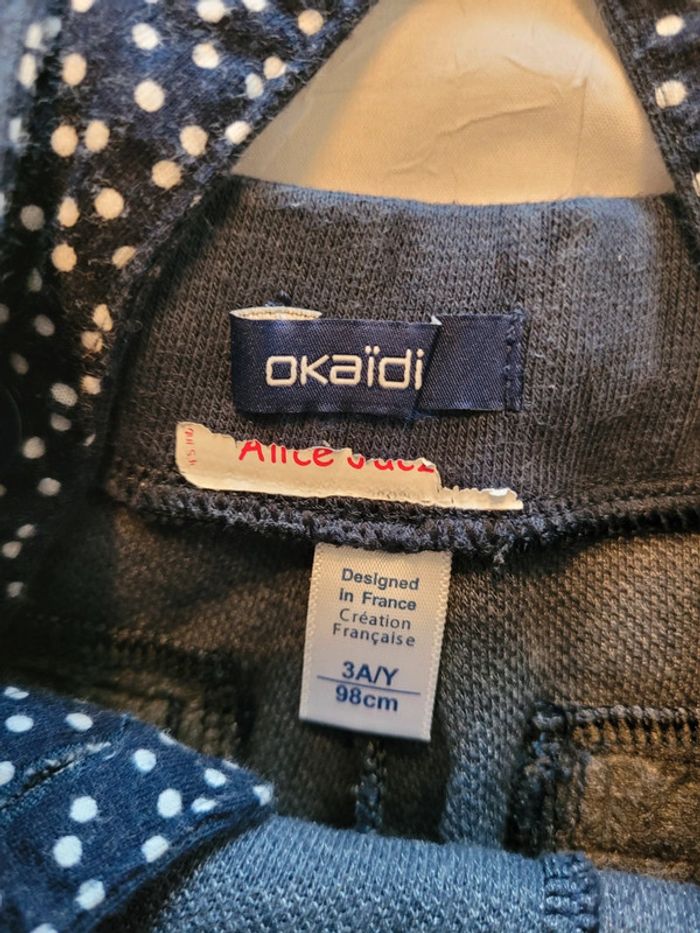 okaïdi
Alice
Designed
in France
Création
Française
3A/Y
98cm